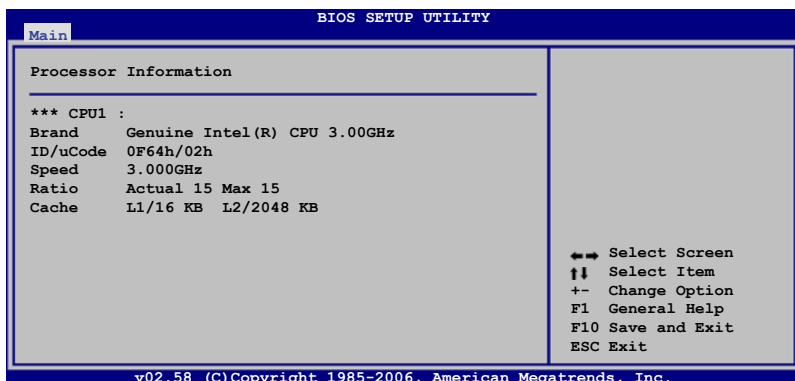 BIOS SETUP UTILITY
Main
Processor Information
*** CPU1 :
Brand Genuine Intel(R) CPU 3.00GHz
ID/uCode 0F64h/02h
Speed 3.000GHz
Ratio Actual 15 Max 15
Cache L1/16 KB L2/2048 KB
←→ Select Screen
↑↓ Select Item
+- Change Option
F1 General Help
F10 Save and Exit
ESC Exit
v02.58 (C)Copyright 1985-2006, American Megatrends, Inc.